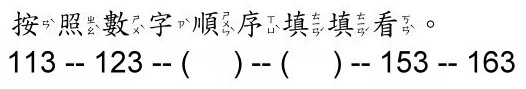 按照數字順序填填看。
113 -- 123 -- (    ) -- (    ) -- 153 -- 163